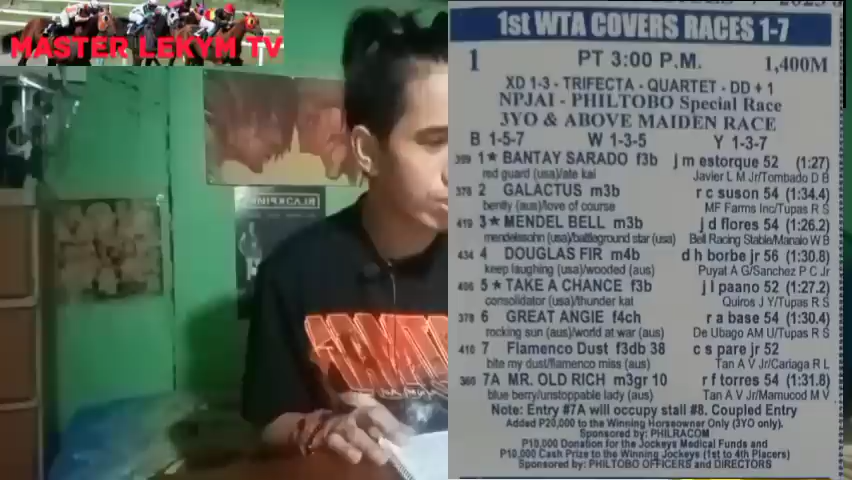 MASTER LEKYM TV
BLACKPINK
1st WTA COVERS RACES 1-7
1 PT 3:00 P.M. 1,400M
XD 1-3 - TRIFECTA - QUARTET - DD + 1
NPJAI - PHILTOBO Special Race
3YO & ABOVE MAIDEN RACE
B 1-5-7 W 1-3-5 Y 1-3-7
399 1★ BANTAY SARADO f3b j m estorque 52 (1:27)
red guard (usa)/ate kai Javier L M Jr/Tombado D B
378 2 GALACTUS m3b r c suson 54 (1:34.4)
benity (aus)/love of course MF Farms Inc/Tupas R S
419 3★ MENDEL BELL m3b j d flores 54 (1:26.2)
mendelssohn (usa)/battleground star (usa) Bell Racing Stable/Manalo W B
434 4 DOUGLAS FIR m4b d h borbe jr 56 (1:30.8)
keep laughing (usa)/wooded (aus) Puyat A G/Sanchez P C Jr
406 5★ TAKE A CHANCE f3b j l paano 52 (1:27.2)
consolidator (usa)/thunder kat Quiros J Y/Tupas R S
378 6 GREAT ANGIE f4ch r a base 54 (1:30.4)
rocking sun (aus)/world at war (aus) De Ubago AM U/Tupas R S
410 7 Flamenco Dust f3db 38 c s pare jr 52
bite my dust/flamenco miss (aus) Tan A V Jr/Cariaga R L
360 7A MR. OLD RICH m3gr 10 r f torres 54 (1:31.8)
blue berry/unstoppable lady (aus) Tan A V Jr/Mamucod M V
Note: Entry #7A will occupy stall #8. Coupled Entry
Added P20,000 to the Winning Horseowner Only (3YO only).
Sponsored by: PHILRACOM
P10,000 Donation for the Jockeys Medical Funds and
P10,000 Cash Prize to the Winning Jockeys (1st to 4th Placers)
Sponsored by: PHILTOBO OFFICERS and DIRECTORS